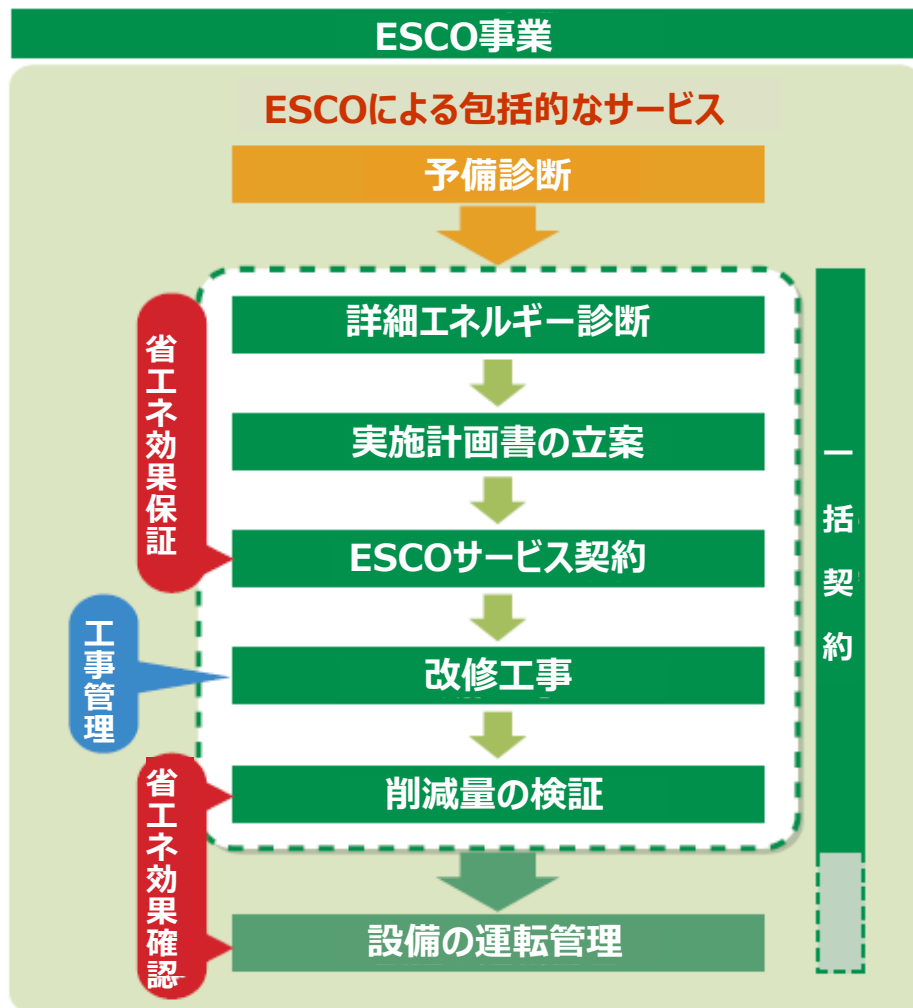 ESCO事業
ESCOによる包括的なサービス
予備診断
詳細エネルギー診断
実施計画書の立案
ESCOサービス契約
改修工事
削減量の検証
設備の運転管理
省エネ効果保証
工事管理
省エネ効果確認
一括契約